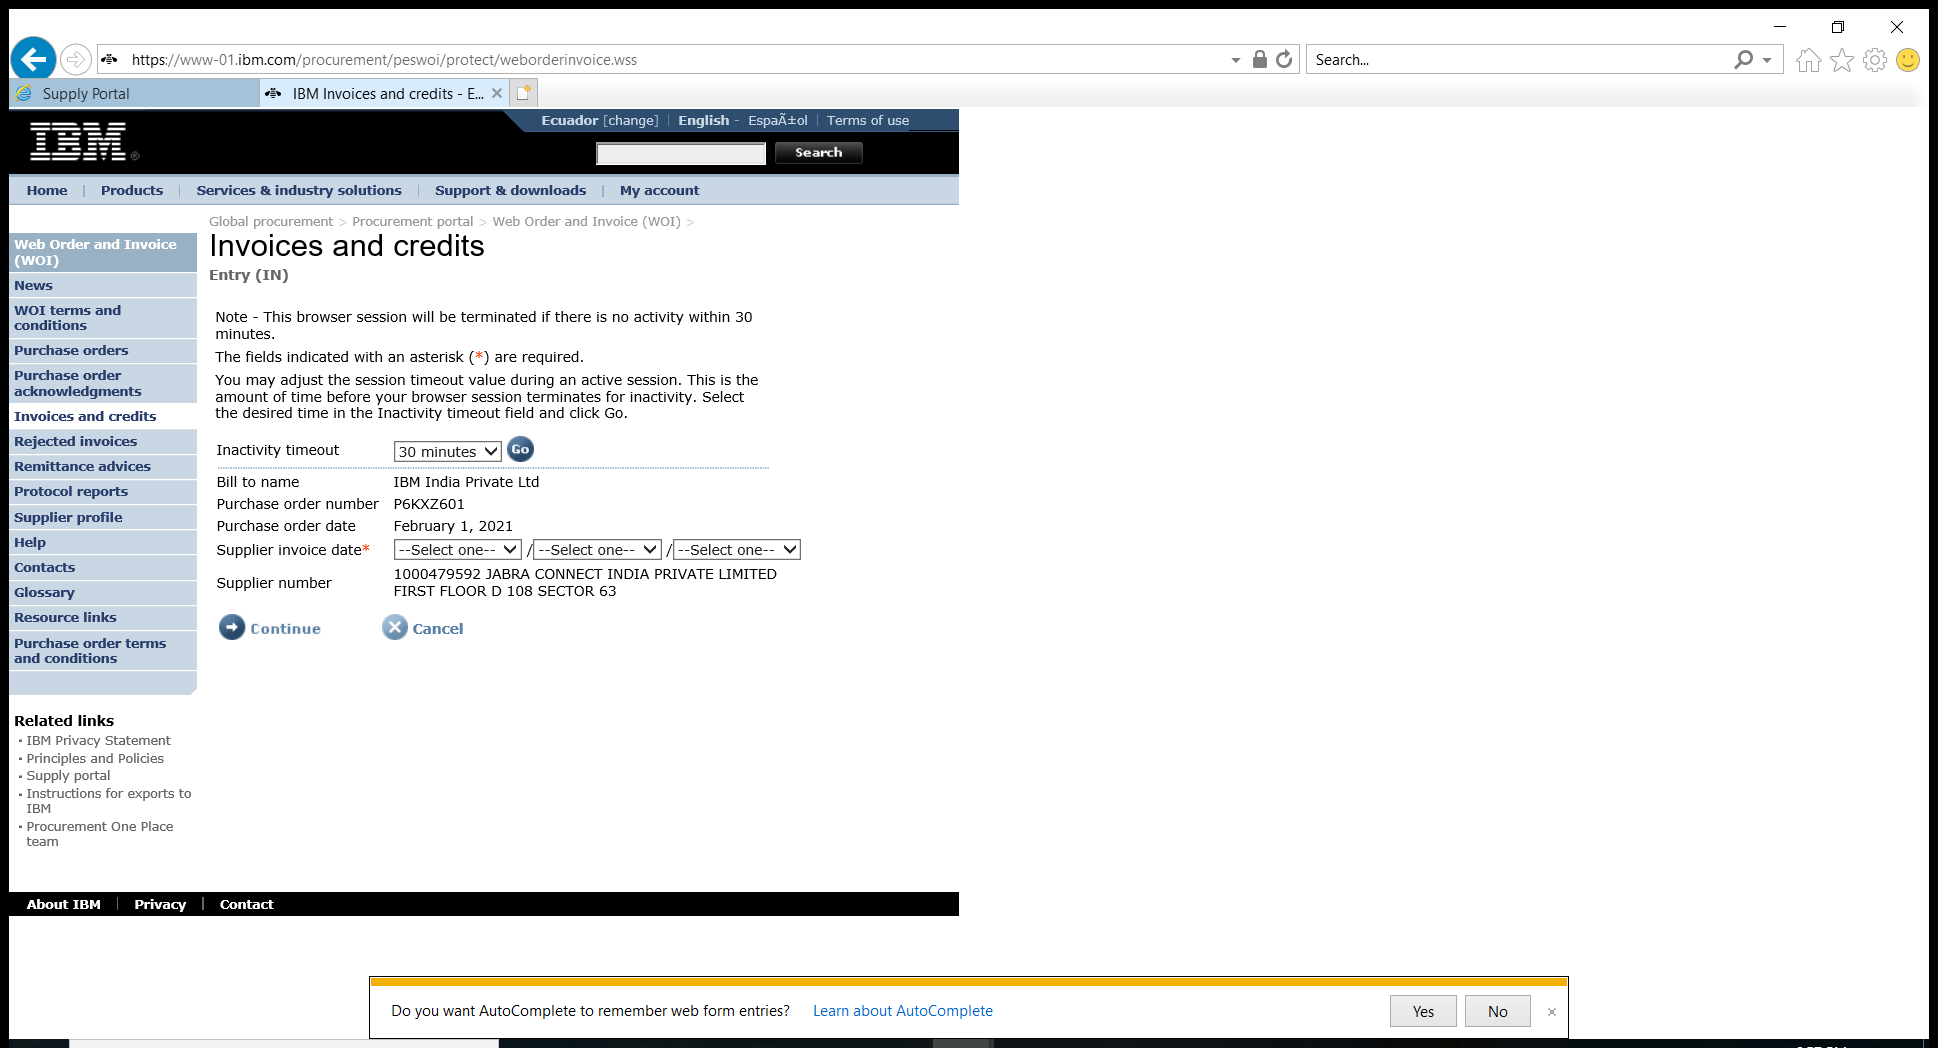 https://www-01.ibm.com/procurement/peswoi/protect/weborderinvoice.wss
Search...
Supply Portal
IBM Invoices and credits - E...
Ecuador [change] | English - EspaÃ±ol | Terms of use
IBM®
Search
Home | Products | Services & industry solutions | Support & downloads | My account
Global procurement > Procurement portal > Web Order and Invoice (WOI) >
Invoices and credits
Entry (IN)
Web Order and Invoice
(WOI)
News
WOI terms and
conditions
Purchase orders
Purchase order
acknowledgments
Invoices and credits
Rejected invoices
Remittance advices
Protocol reports
Supplier profile
Help
Contacts
Glossary
Resource links
Purchase order terms
and conditions
Related links
IBM Privacy Statement
Principles and Policies
Supply portal
Instructions for exports to
IBM
Procurement One Place
team
Note - This browser session will be terminated if there is no activity within 30
minutes.
The fields indicated with an asterisk (*) are required.
You may adjust the session timeout value during an active session. This is the
amount of time before your browser session terminates for inactivity. Select
the desired time in the Inactivity timeout field and click Go.
Inactivity timeout 30 minutes Go
Bill to name IBM India Private Ltd
Purchase order number P6KXZ601
Purchase order date February 1, 2021
Supplier invoice date* --Select one-- / --Select one-- / --Select one--
Supplier number 1000479592 JABRA CONNECT INDIA PRIVATE LIMITED
FIRST FLOOR D 108 SECTOR 63
Continue Cancel
About IBM | Privacy | Contact
Do you want AutoComplete to remember web form entries? Learn about AutoComplete Yes No